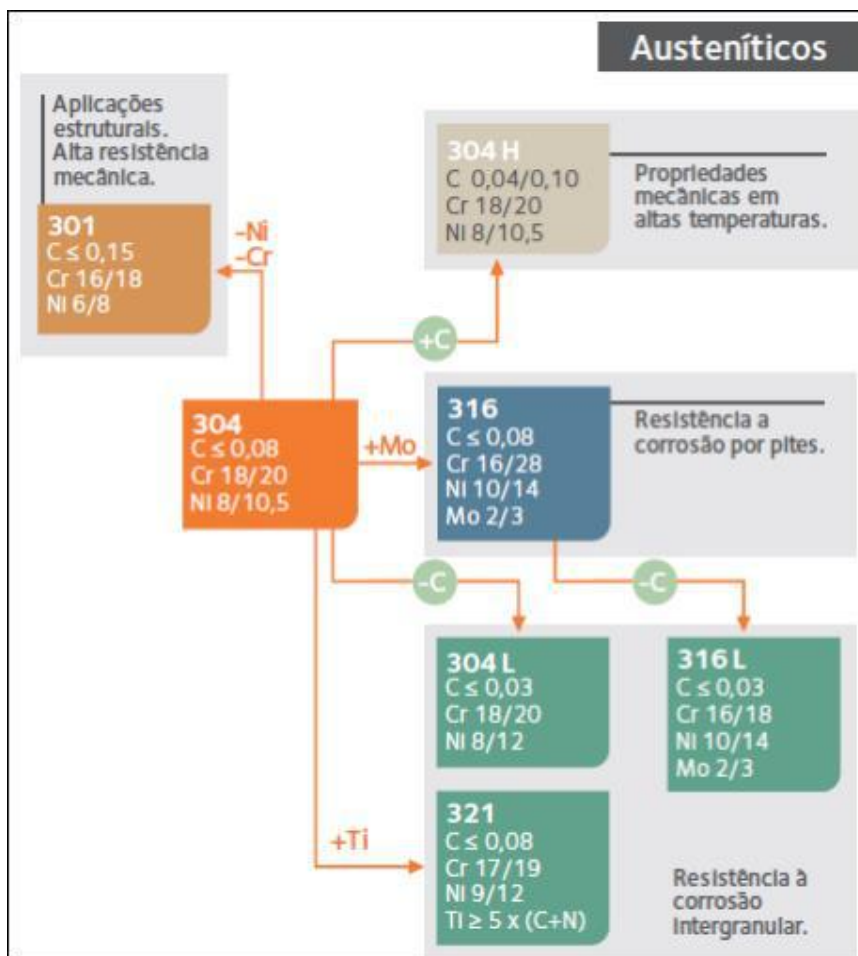 Austeníticos
Aplicações
estruturais.
Alta resistência
mecânica.
301
C ≤ 0,15
Cr 16/18
Ni 6/8
-Ni
-Cr
304 H
C 0,04/0,10
Cr 18/20
Ni 8/10,5
Propriedades
mecânicas em
altas temperaturas.
+C
304
C ≤ 0,08
Cr 18/20
Ni 8/10,5
+Mo
316
C ≤ 0,08
Cr 16/28
Ni 10/14
Mo 2/3
Resistência a
corrosão por pites.
-C
-C
304 L
C ≤ 0,03
Cr 18/20
Ni 8/12
316 L
C ≤ 0,03
Cr 16/18
Ni 10/14
Mo 2/3
+Ti
321
C ≤ 0,08
Cr 17/19
Ni 9/12
Ti ≥ 5 x (C+N)
Resistência à
corrosão
intergranular.